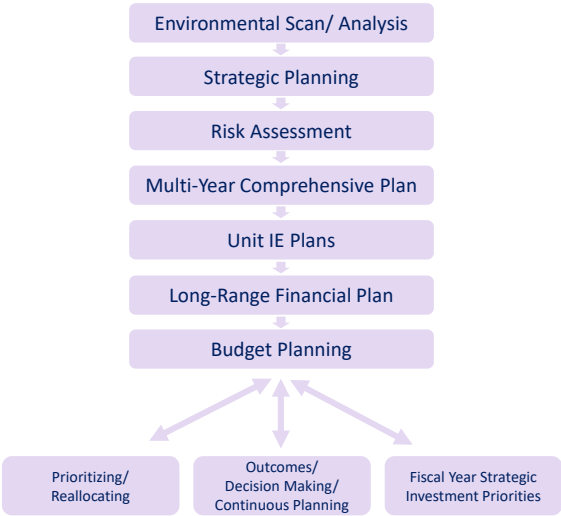 Environmental Scan/ Analysis
Strategic Planning
Risk Assessment
Multi-Year Comprehensive Plan
Unit IE Plans
Long-Range Financial Plan
Budget Planning
Prioritizing/
Reallocating
Outcomes/
Decision Making/
Continuous Planning
Fiscal Year Strategic
Investment Priorities